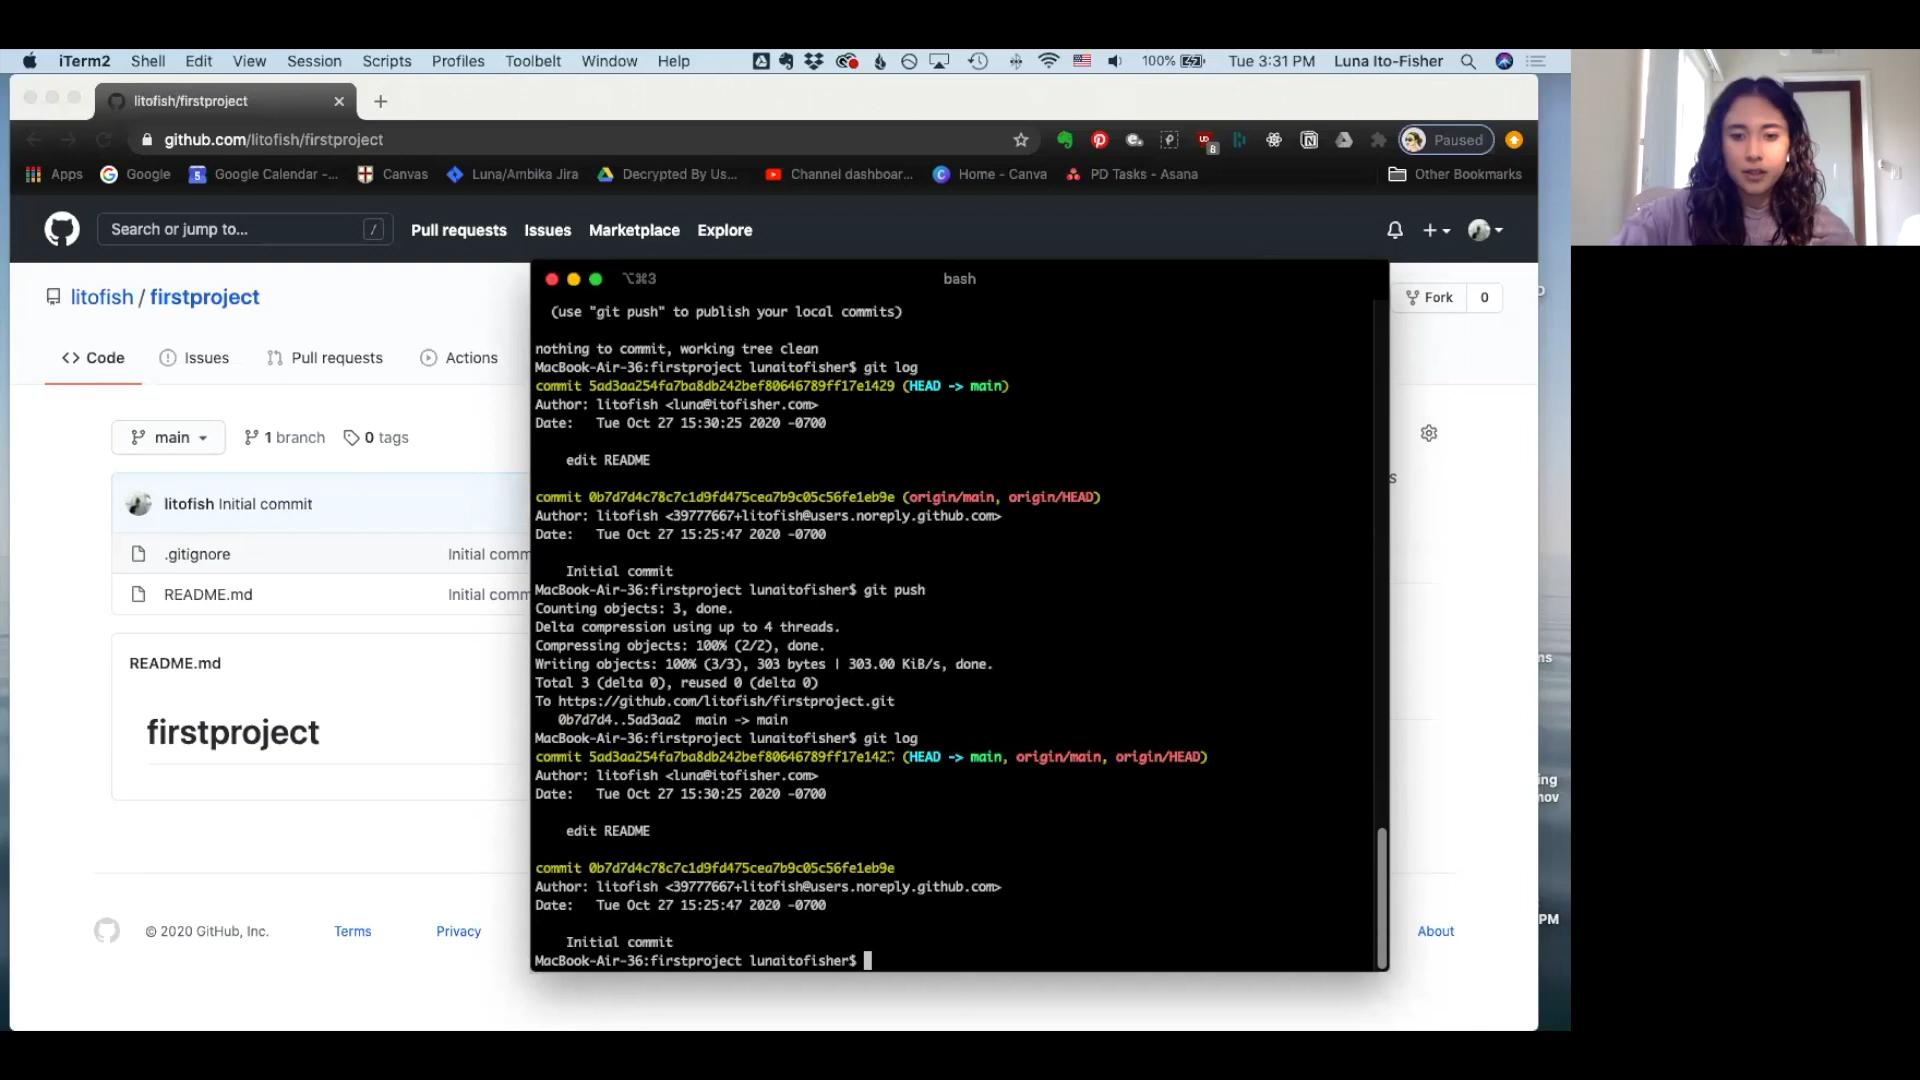 iTerm2 Shell Edit View Session Scripts Profiles Toolbelt Window Help 100% Tue 3:31 PM Luna Ito-Fisher
litofish/firstproject
github.com/litofish/firstproject Paused
Apps Google Google Calendar -... Canvas Luna/Ambika Jira Decrypted By Us... Channel dashboar... Home - Canva PD Tasks - Asana Other Bookmarks
Search or jump to... / Pull requests Issues Marketplace Explore
⌥⌘3 bash
litofish / firstproject
Fork 0
<> Code Issues Pull requests Actions
main 1 branch 0 tags
litofish Initial commit
.gitignore Initial comm
README.md Initial comm
README.md
firstproject
© 2020 GitHub, Inc. Terms Privacy About
(use "git push" to publish your local commits)
nothing to commit, working tree clean
MacBook-Air-36:firstproject lunaitofisher$ git log
commit 5ad3aa254fa7ba8db242bef80646789ff17e1429 (HEAD -> main)
Author: litofish <luna@itofisher.com>
Date: Tue Oct 27 15:30:25 2020 -0700
edit README
commit 0b7d7d4c78c7c1d9fd475cea7b9c05c56fe1eb9e (origin/main, origin/HEAD)
Author: litofish <39777667+litofish@users.noreply.github.com>
Date: Tue Oct 27 15:25:47 2020 -0700
Initial commit
MacBook-Air-36:firstproject lunaitofisher$ git push
Counting objects: 3, done.
Delta compression using up to 4 threads.
Compressing objects: 100% (2/2), done.
Writing objects: 100% (3/3), 303 bytes | 303.00 KiB/s, done.
Total 3 (delta 0), reused 0 (delta 0)
To https://github.com/litofish/firstproject.git
0b7d7d4..5ad3aa2 main -> main
MacBook-Air-36:firstproject lunaitofisher$ git log
commit (HEAD -> main, origin/main, origin/HEAD)
Author: litofish <luna@itofisher.com>
Date: Tue Oct 27 15:30:25 2020 -0700
edit README
commit 0b7d7d4c78c7c1d9fd475cea7b9c05c56fe1eb9e
Author: litofish <39777667+litofish@users.noreply.github.com>
Date: Tue Oct 27 15:25:47 2020 -0700
Initial commit
MacBook-Air-36:firstproject lunaitofisher$
PM